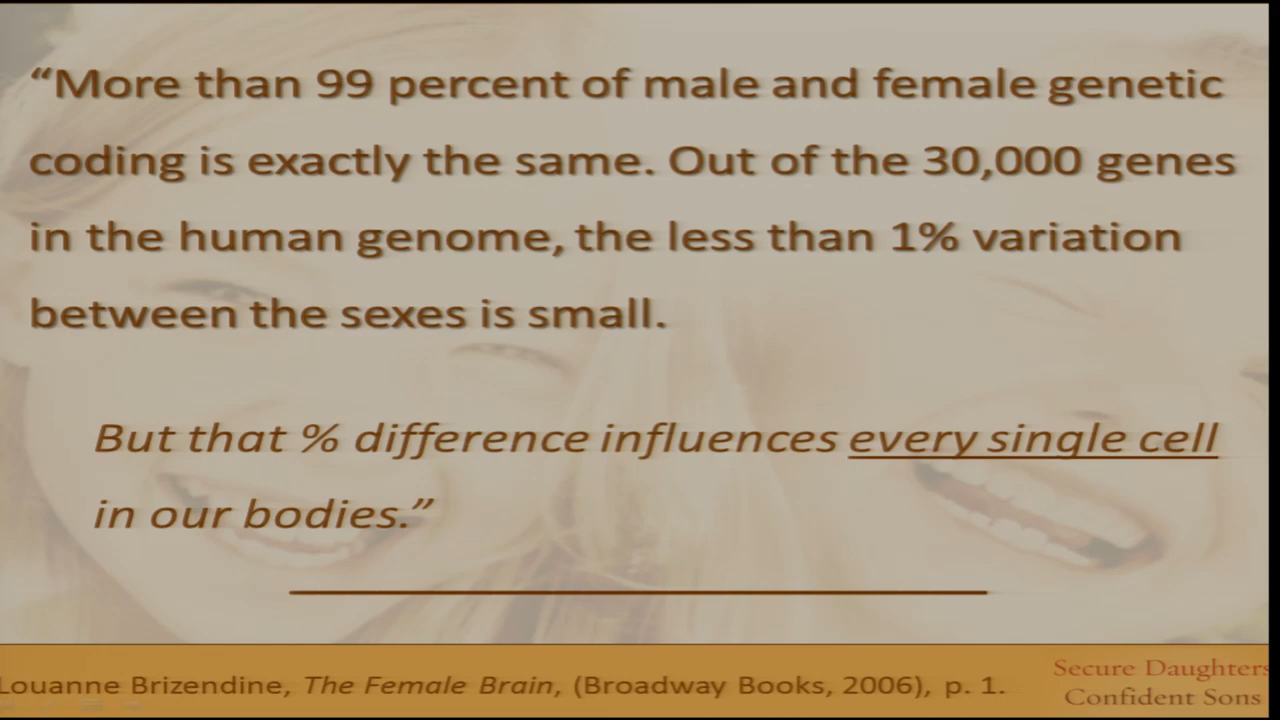 “More than 99 percent of male and female genetic
coding is exactly the same. Out of the 30,000 genes
in the human genome, the less than 1% variation
between the sexes is small.
But that % difference influences every single cell
in our bodies.”
Louanne Brizendine, The Female Brain, (Broadway Books, 2006), p. 1.
Secure Daughters
Confident Sons